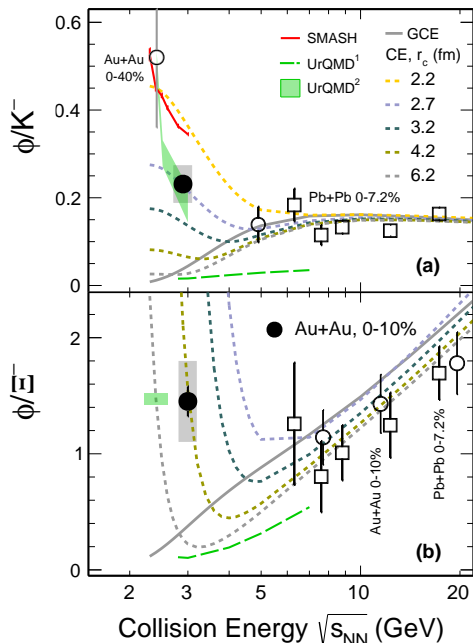 ϕ/K⁻
0.6
0.4
0.2
0
Au+Au
0-40%
SMASH
UrQMD¹
UrQMD²
GCE
CE, r_c (fm)
2.2
2.7
3.2
4.2
6.2
Pb+Pb 0-7.2%
(a)
ϕ/Ξ⁻
2
1
0
Au+Au, 0-10%
Au+Au 0-10%
Pb+Pb 0-7.2%
(b)
2 3 4 5 10 20
Collision Energy √s_NN (GeV)